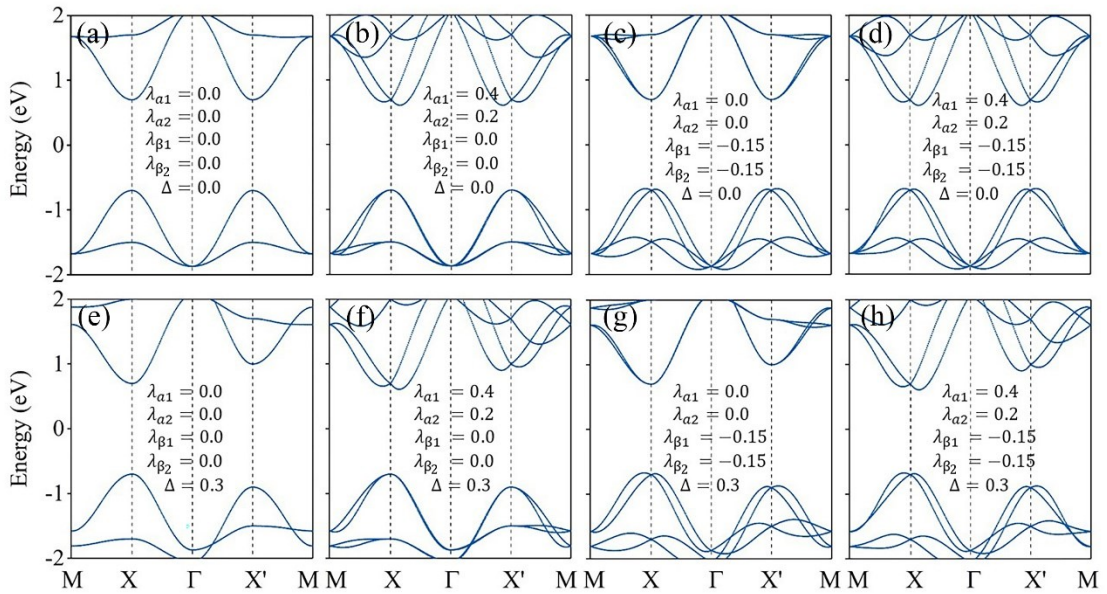 (a)
(b)
(c)
(d)
Energy (eV)
2
1
0
-1
-2
λα1 = 0.0
λα2 = 0.0
λβ1 = 0.0
λβ2 = 0.0
Δ = 0.0
λα1 = 0.4
λα2 = 0.2
λβ1 = 0.0
λβ2 = 0.0
Δ = 0.0
λα1 = 0.0
λα2 = 0.0
λβ1 = −0.15
λβ2 = −0.15
Δ = 0.0
λα1 = 0.4
λα2 = 0.2
λβ1 = −0.15
λβ2 = −0.15
Δ = 0.0
(e)
(f)
(g)
(h)
Energy (eV)
2
1
0
-1
-2
λα1 = 0.0
λα2 = 0.0
λβ1 = 0.0
λβ2 = 0.0
Δ = 0.3
λα1 = 0.4
λα2 = 0.2
λβ1 = 0.0
λβ2 = 0.0
Δ = 0.3
λα1 = 0.0
λα2 = 0.0
λβ1 = −0.15
λβ2 = −0.15
Δ = 0.3
λα1 = 0.4
λα2 = 0.2
λβ1 = −0.15
λβ2 = −0.15
Δ = 0.3
M X Γ X' M
M X Γ X' M
M X Γ X' M
M X Γ X' M